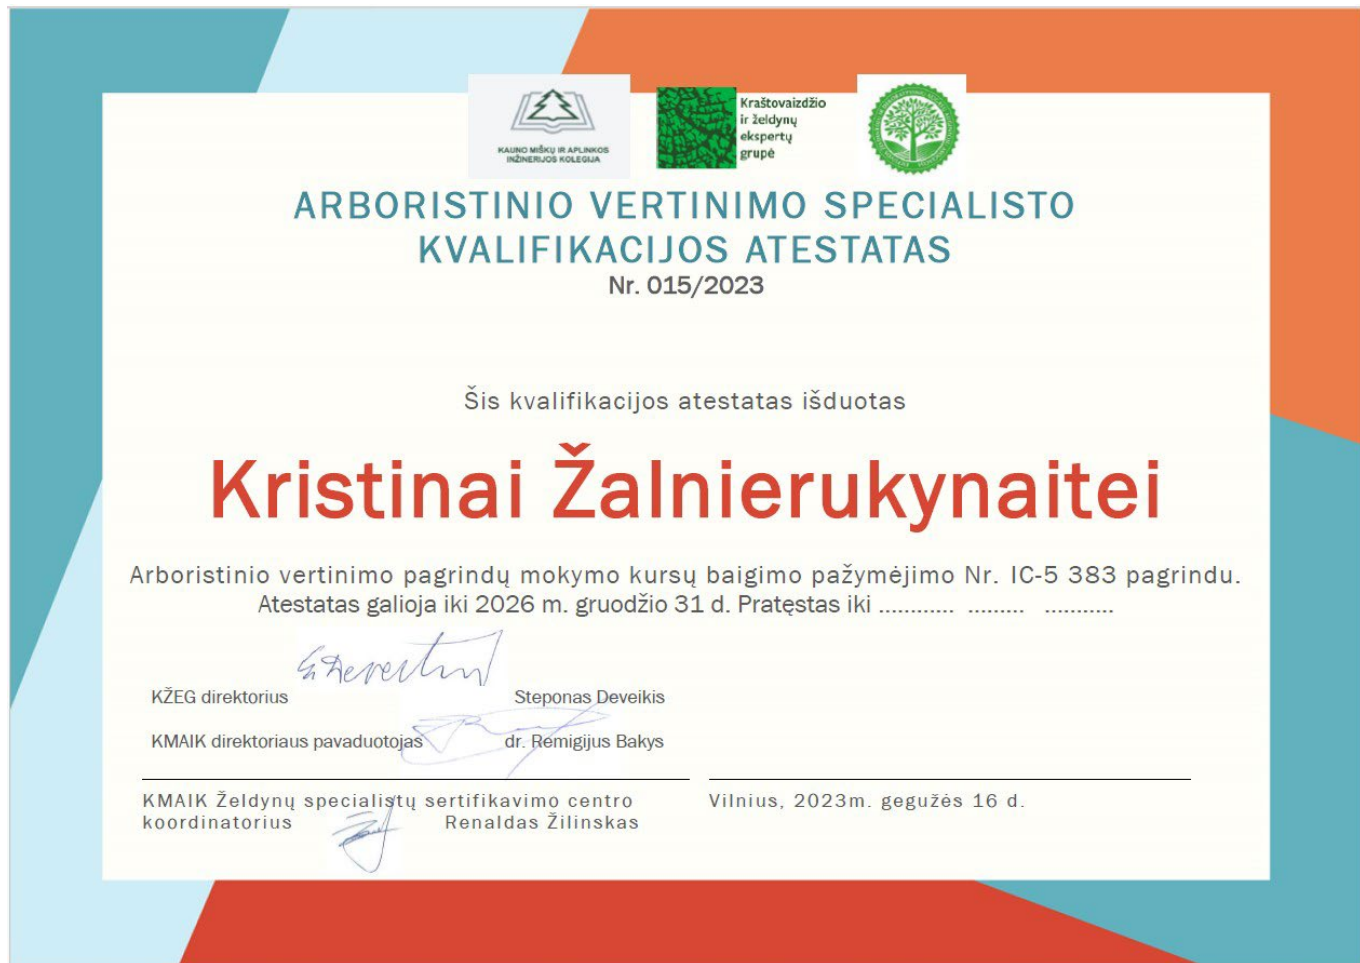 KAUNO MIŠKŲ IR APLINKOS
INŽINERIJOS KOLEGIJA
Kraštovaizdžio
ir želdynų
ekspertų
grupė
ARBORISTINIO VERTINIMO SPECIALISTO
KVALIFIKACIJOS ATESTATAS
Nr. 015/2023
Šis kvalifikacijos atestatas išduotas
Kristinai Žalnierukynaitei
Arboristinio vertinimo pagrindų mokymo kursų baigimo pažymėjimo Nr. IC-5 383 pagrindu.
Atestatas galioja iki 2026 m. gruodžio 31 d. Pratęstas iki ............ ......... ...........
KŽEG direktorius Steponas Deveikis
KMAIK direktoriaus pavaduotojas dr. Remigijus Bakys
KMAIK Želdynų specialistų sertifikavimo centro
koordinatorius Renaldas Žilinskas
Vilnius, 2023m. gegužės 16 d.